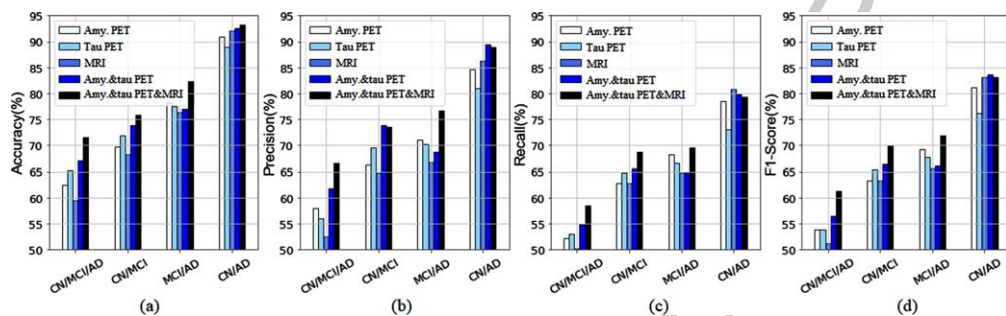 Amy. PET
Tau PET
MRI
Amy.&tau PET
Amy.&tau PET&MRI
Accuracy(%)
95
90
85
80
75
70
65
60
55
50
CN/MCI/AD
CN/MCI
MCI/AD
CN/AD
(a)
Amy. PET
Tau PET
MRI
Amy.&tau PET
Amy.&tau PET&MRI
Precision(%)
95
90
85
80
75
70
65
60
55
50
CN/MCI/AD
CN/MCI
MCI/AD
CN/AD
(b)
Amy. PET
Tau PET
MRI
Amy.&tau PET
Amy.&tau PET&MRI
Recall(%)
95
90
85
80
75
70
65
60
55
50
CN/MCI/AD
CN/MCI
MCI/AD
CN/AD
(c)
Amy. PET
Tau PET
MRI
Amy.&tau PET
Amy.&tau PET&MRI
F1-Score(%)
95
90
85
80
75
70
65
60
55
50
CN/MCI/AD
CN/MCI
MCI/AD
CN/AD
(d)